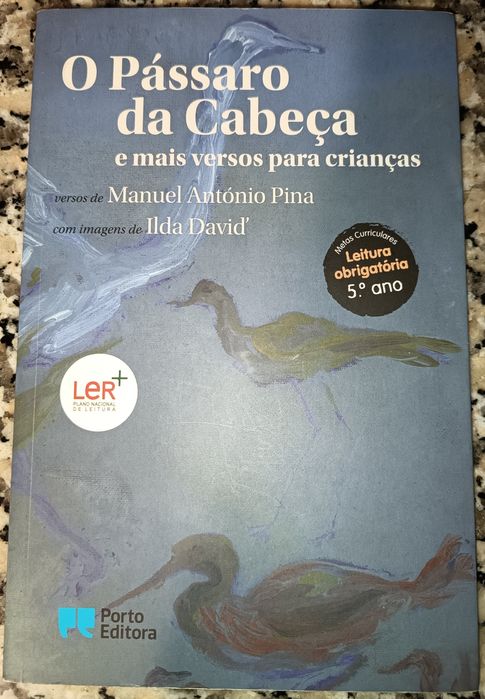 O Pássaro
da Cabeça
e mais versos para crianças
versos de Manuel António Pina
com imagens de Ilda David'
Metas Curriculares
Leitura
obrigatória
5.º ano
LeR+
PLANO NACIONAL
DE LEITURA
Porto
Editora